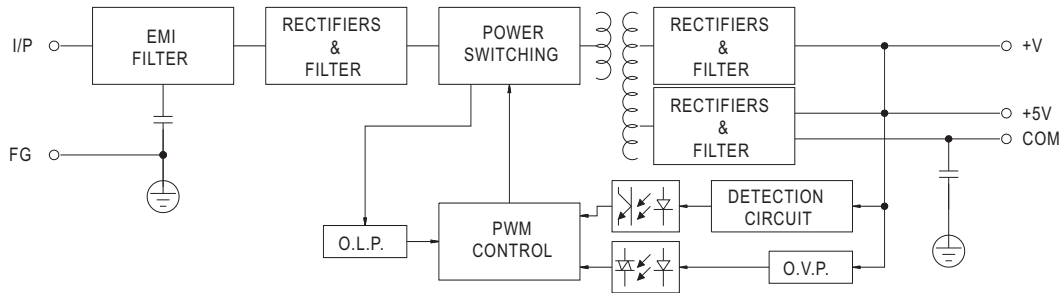 I/P
EMI
FILTER
RECTIFIERS
&
FILTER
POWER
SWITCHING
RECTIFIERS
&
FILTER
+V
RECTIFIERS
&
FILTER
+5V
COM
FG
DETECTION
CIRCUIT
O.L.P.
PWM
CONTROL
O.V.P.